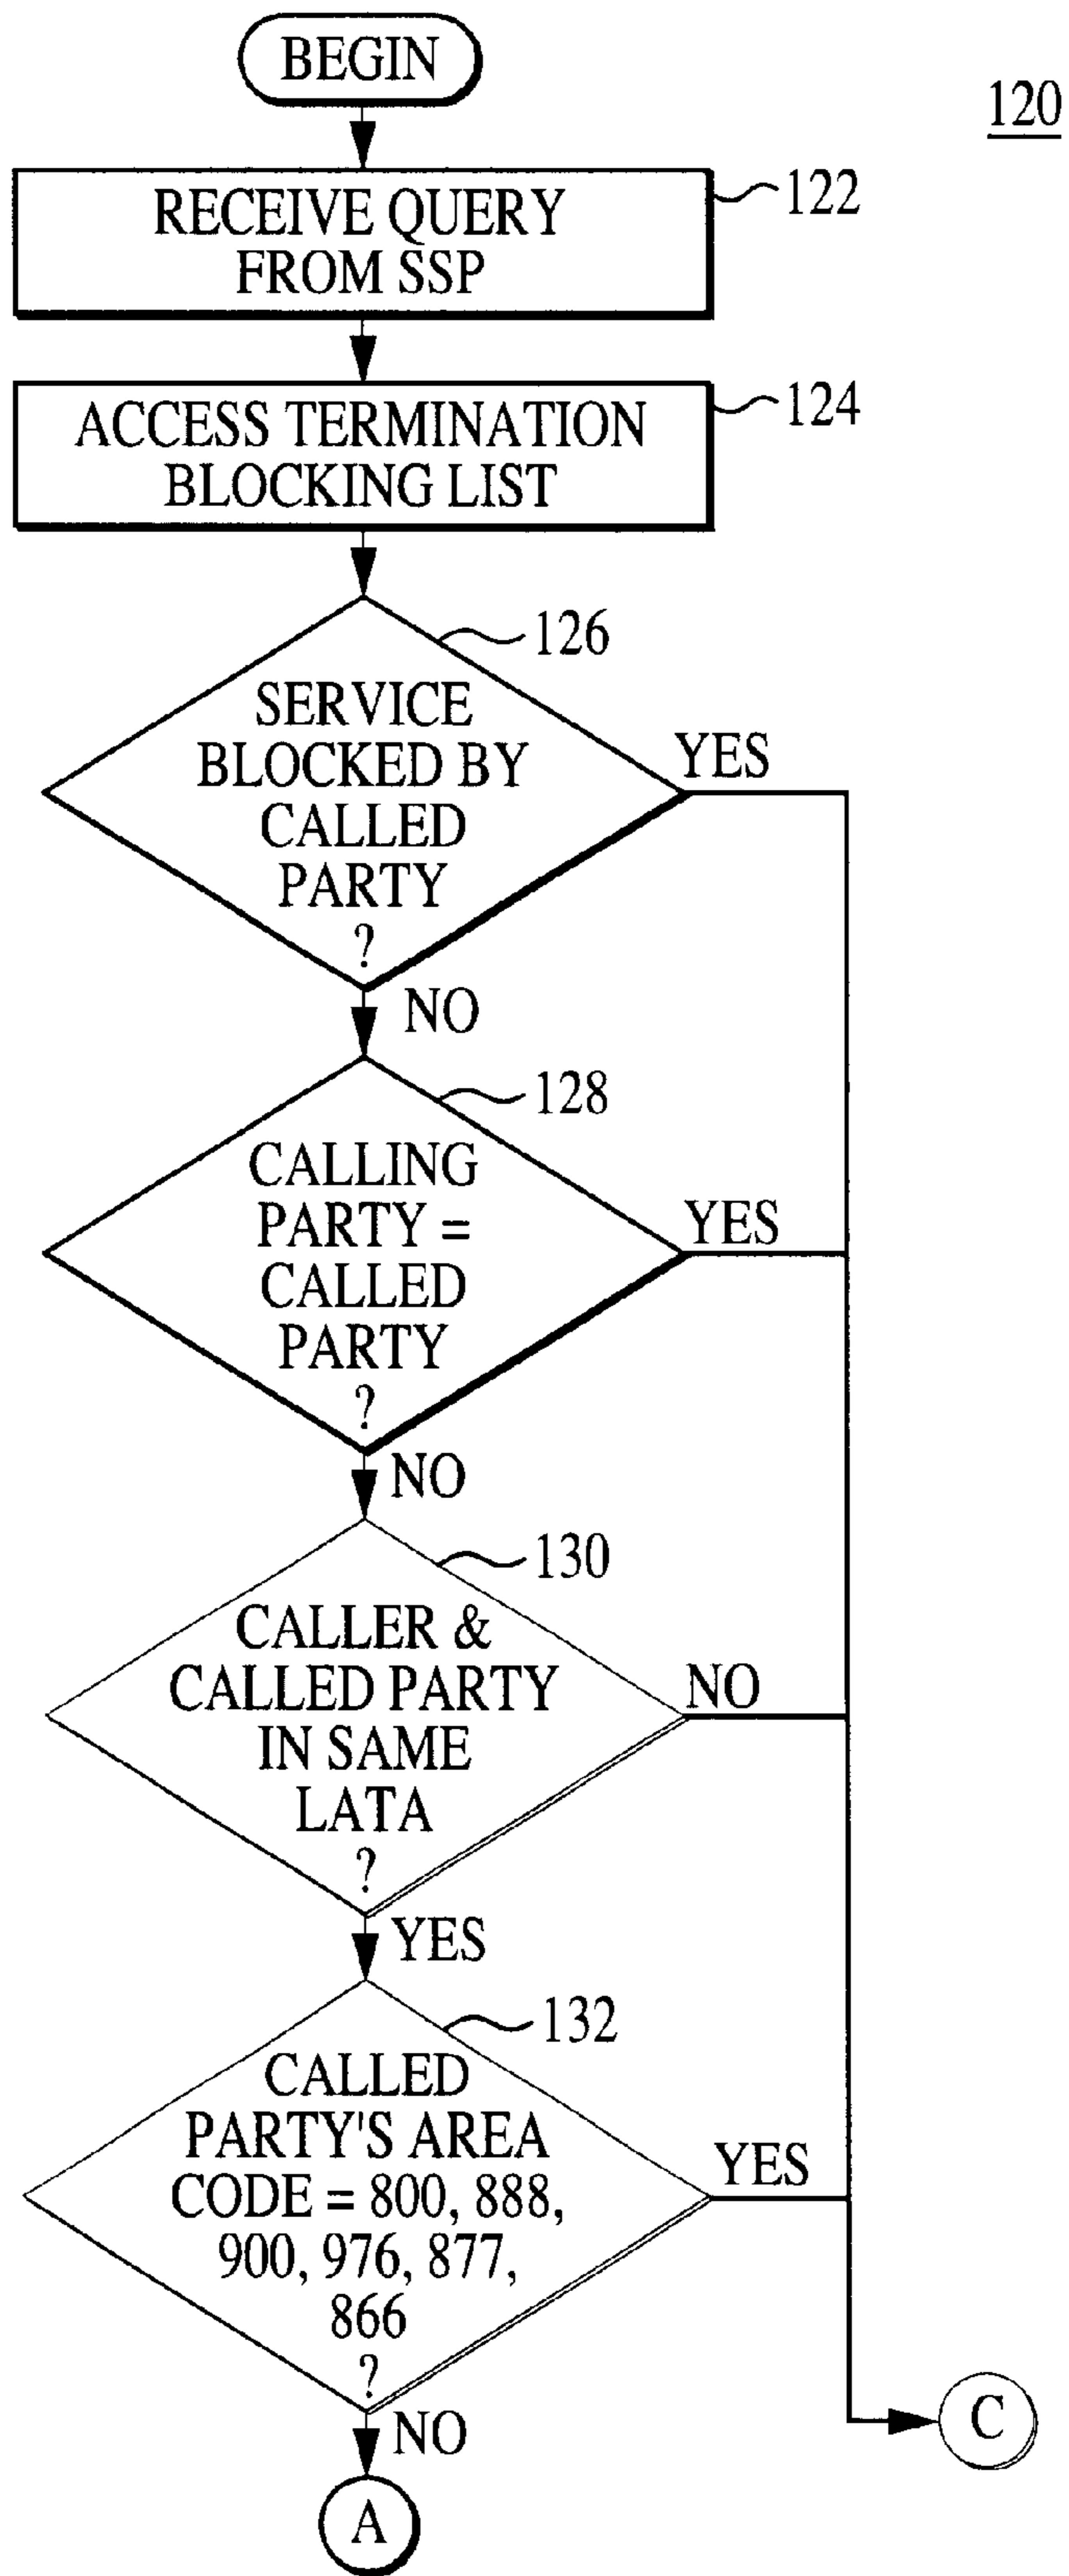 BEGIN
120
RECEIVE QUERY
FROM SSP
122
ACCESS TERMINATION
BLOCKING LIST
124
126
SERVICE
BLOCKED BY
CALLED
PARTY
?
YES
NO
128
CALLING
PARTY =
CALLED
PARTY
?
YES
NO
130
CALLER &
CALLED PARTY
IN SAME
LATA
?
NO
YES
132
CALLED
PARTY'S AREA
CODE = 800, 888,
900, 976, 877,
866
?
YES
NO
C
A